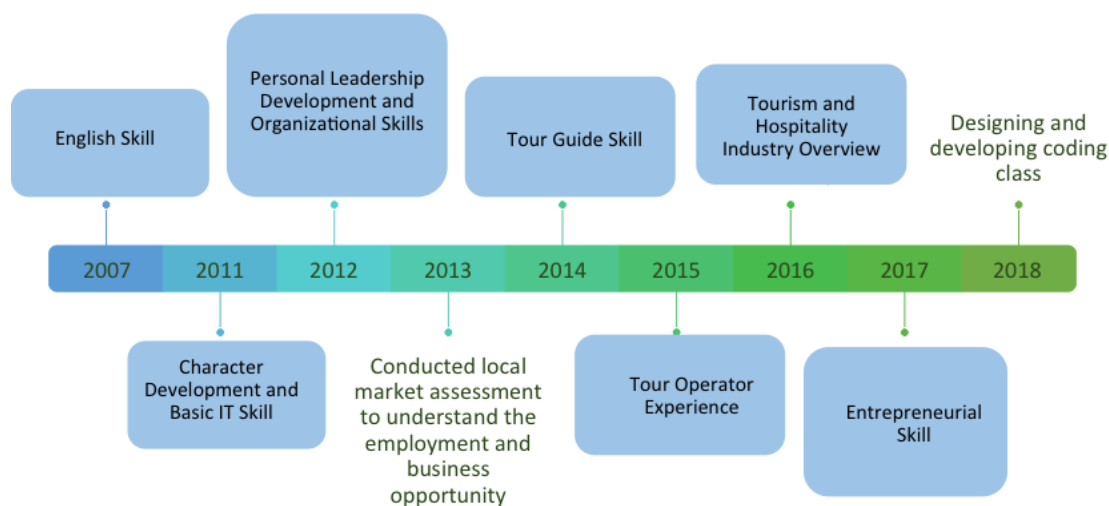 English Skill
Personal Leadership
Development and
Organizational Skills
Tour Guide Skill
Tourism and
Hospitality
Industry Overview
Designing and
developing coding
class
2007 2011 2012 2013 2014 2015 2016 2017 2018
Character
Development and
Basic IT Skill
Conducted local
market assessment
to understand the
employment and
business
opportunity
Tour Operator
Experience
Entrepreneurial
Skill